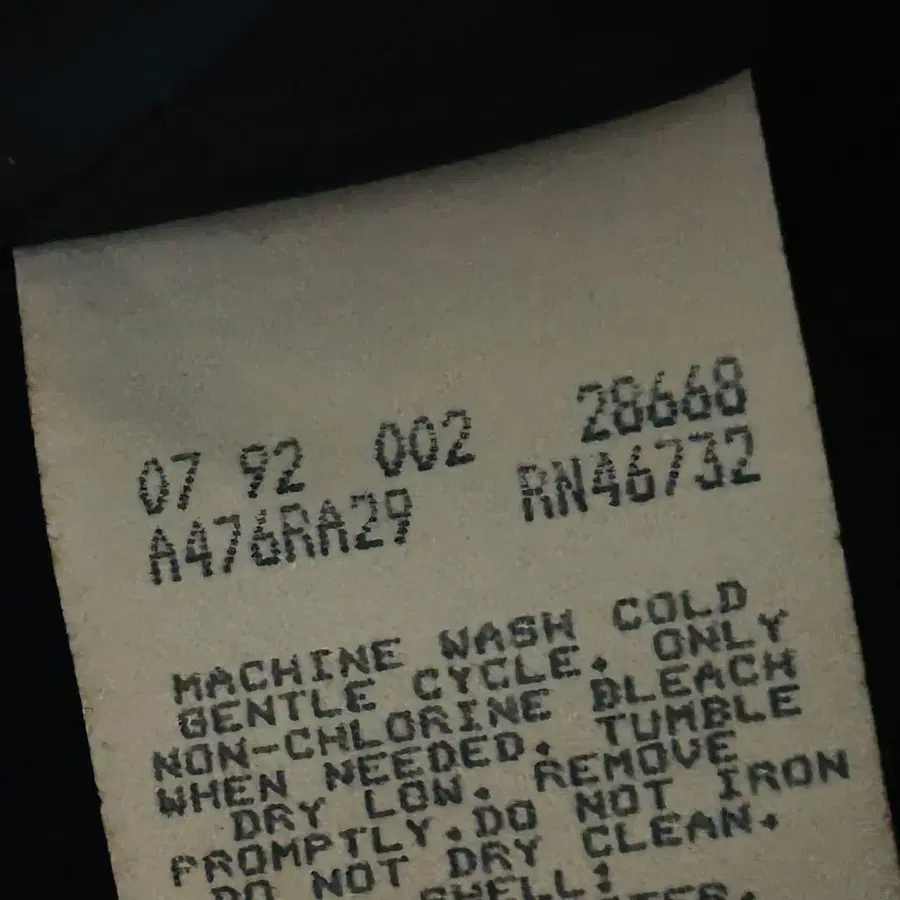 07 92 002 28668
A476RA29 RN46732
MACHINE WASH COLD
GENTLE CYCLE. ONLY
NON-CHLORINE BLEACH
WHEN NEEDED. TUMBLE
DRY LOW. REMOVE
PROMPTLY.DO NOT IRON
DO NOT DRY CLEAN.
SHELL: